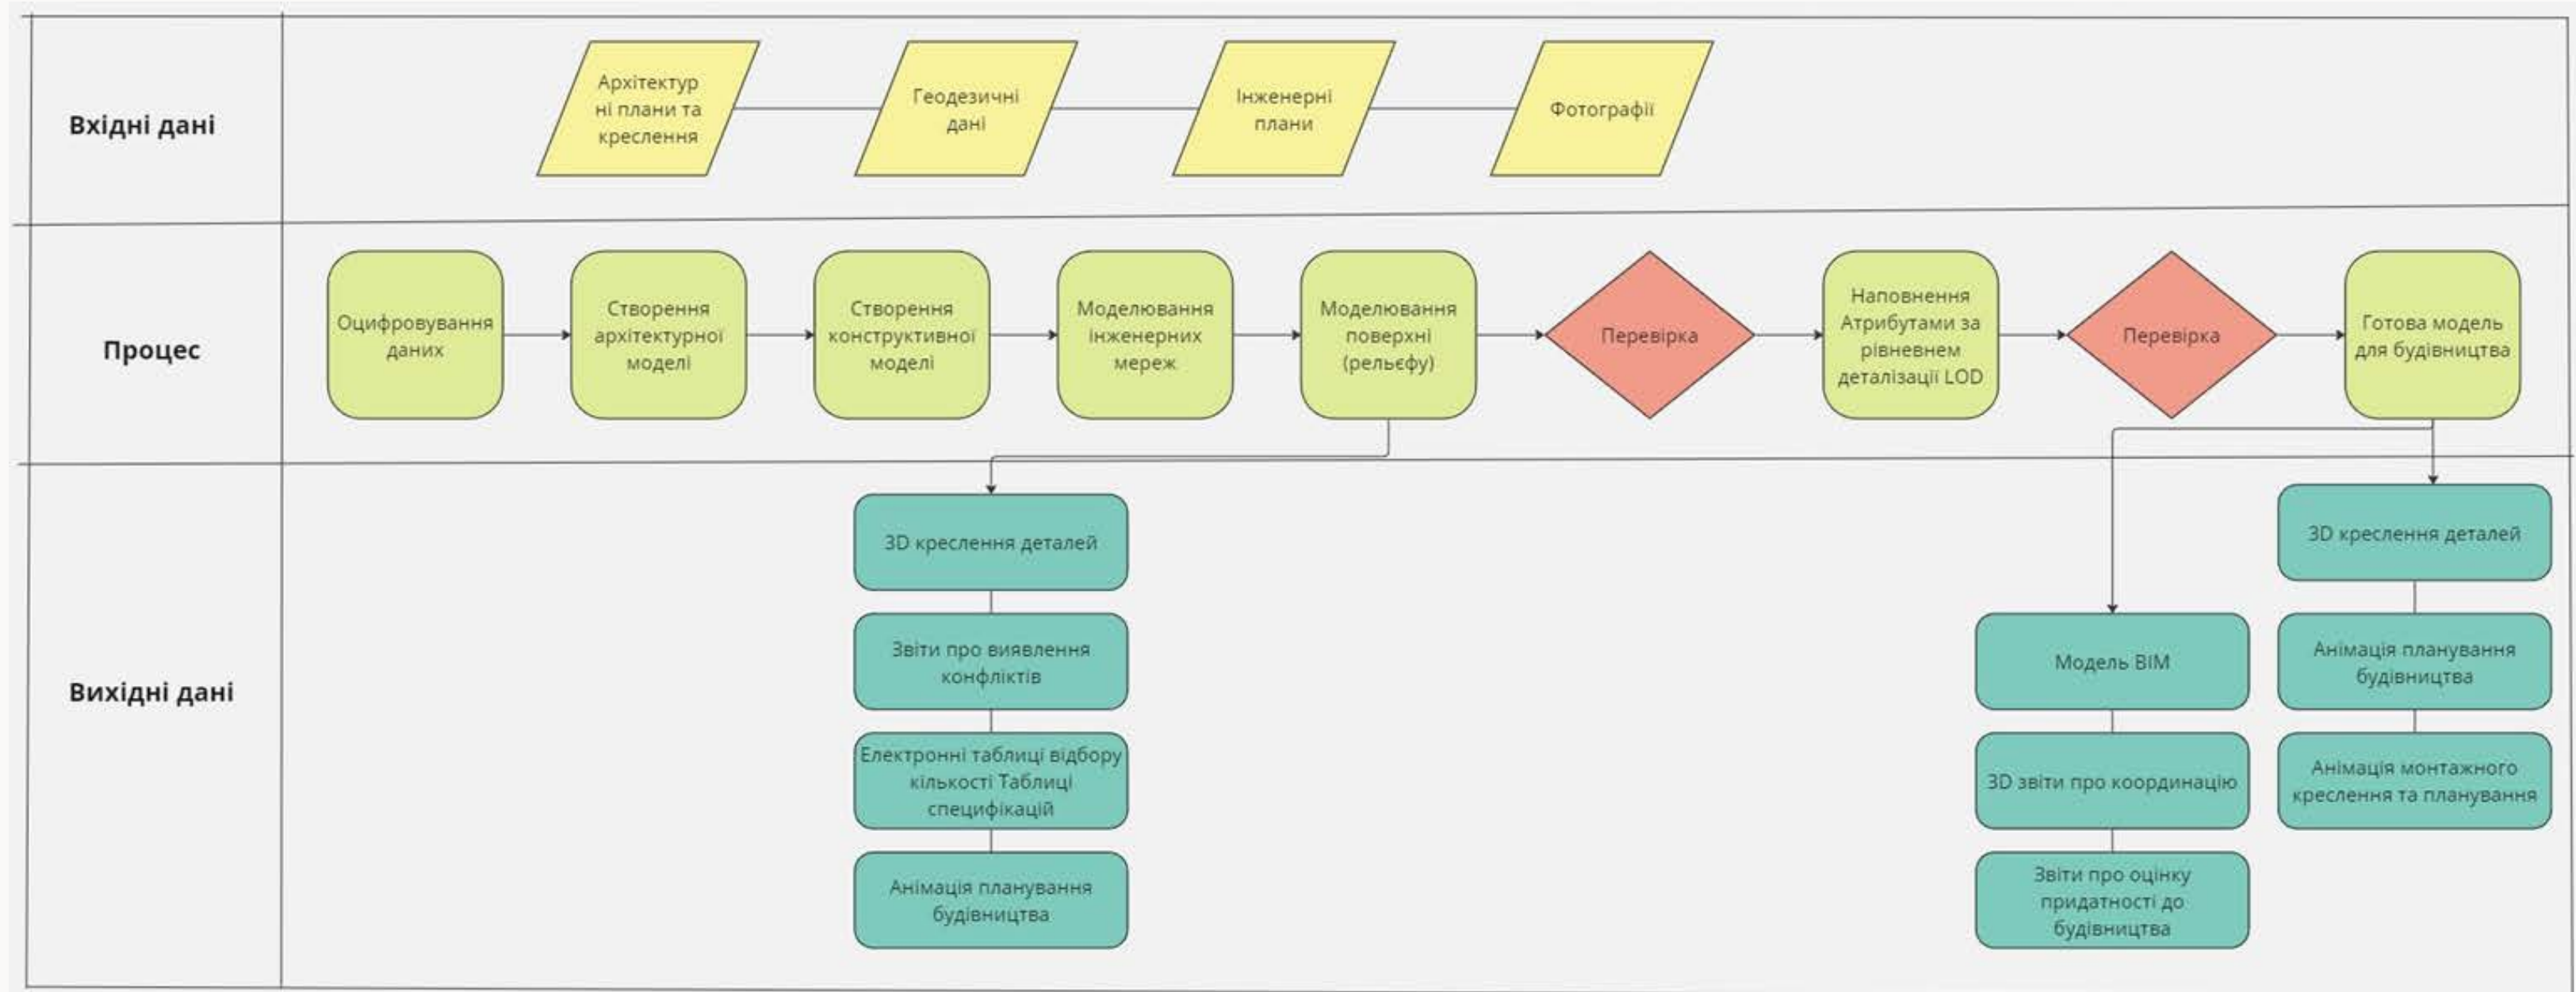 Вхідні дані
Архітектур
ні плани та
креслення
Геодезичні
дані
Інженерні
плани
Фотографії
Процес
Оцифровування
даних
Створення
архітектурної
моделі
Створення
конструктивної
моделі
Моделювання
інженерних
мереж
Моделювання
поверхні
(рельєфу)
Перевірка
Наповнення
Атрибутами за
рівневнем
деталізації LOD
Перевірка
Готова модель
для будівництва
Вихідні дані
3D креслення деталей
Звіти про виявлення
конфліктів
Електронні таблиці відбору
кількості Таблиці
специфікацій
Анімація планування
будівництва
Модель BIM
3D звіти про координацію
Звіти про оцінку
придатності до
будівництва
3D креслення деталей
Анімація планування
будівництва
Анімація монтажного
креслення та планування